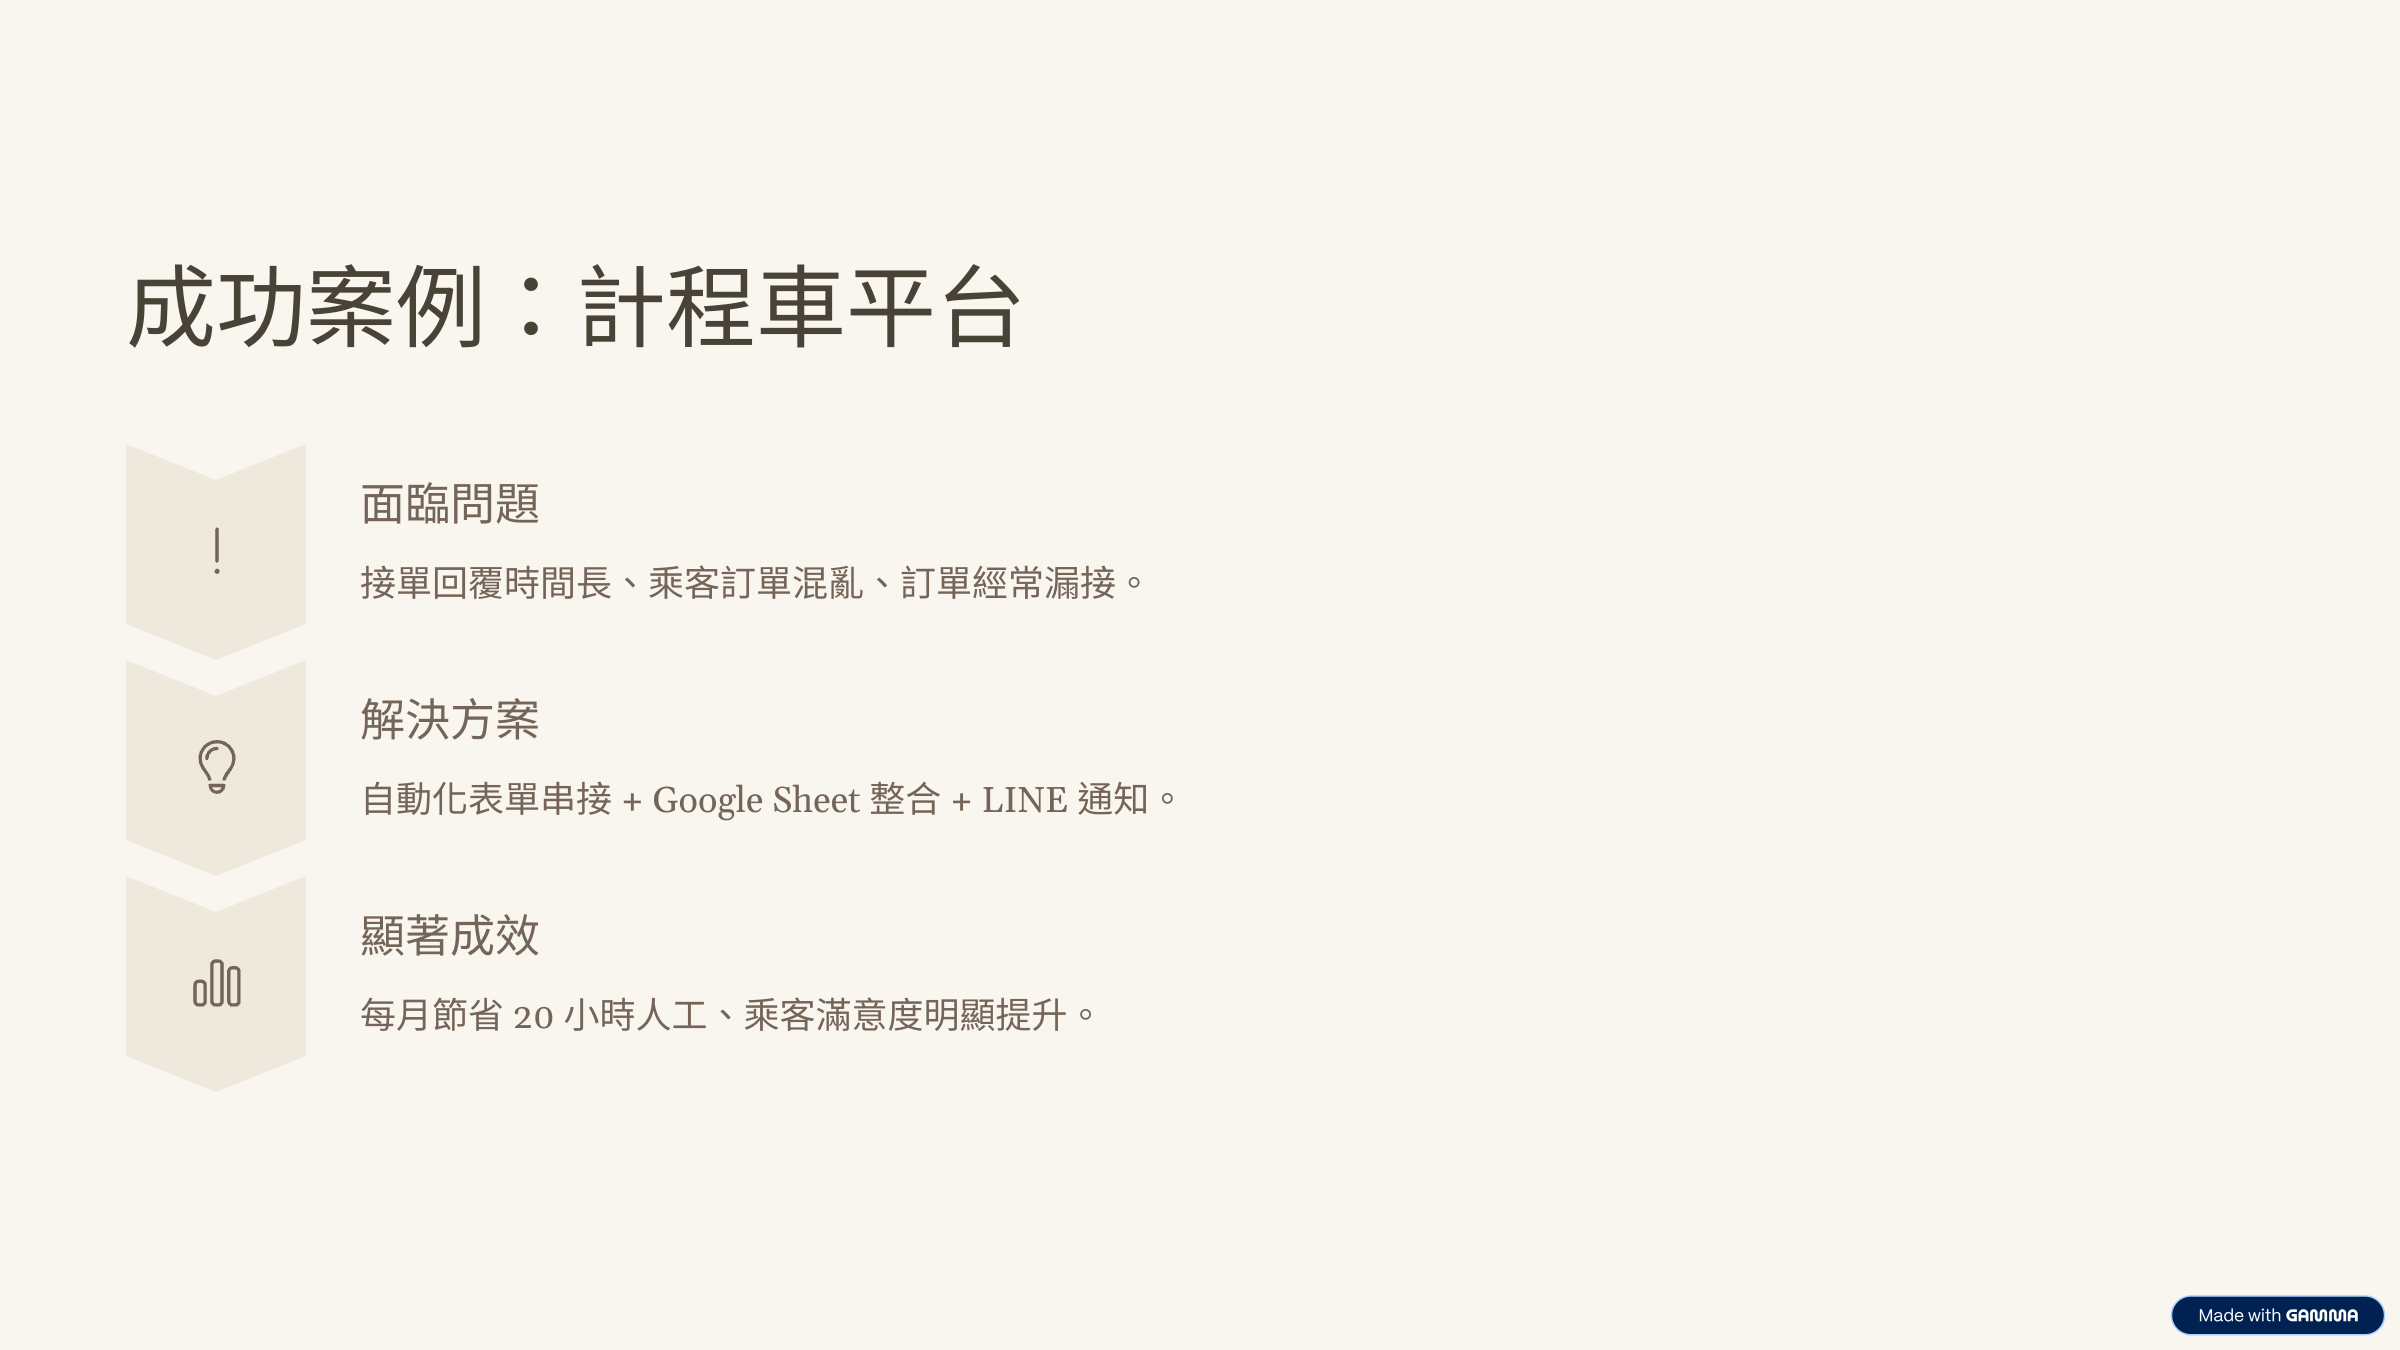 成功案例：計程車平台
面臨問題
接單回覆時間長、乘客訂單混亂、訂單經常漏接。
解決方案
自動化表單串接 + Google Sheet 整合 + LINE 通知。
顯著成效
每月節省 20 小時人工、乘客滿意度明顯提升。
Made with GAMMA